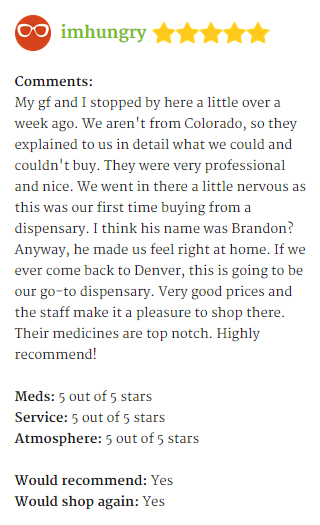 imhungry
Comments:
My gf and I stopped by here a little over a
week ago. We aren't from Colorado, so they
explained to us in detail what we could and
couldn't buy. They were very professional
and nice. We went in there a little nervous as
this was our first time buying from a
dispensary. I think his name was Brandon?
Anyway, he made us feel right at home. If we
ever come back to Denver, this is going to be
our go-to dispensary. Very good prices and
the staff make it a pleasure to shop there.
Their medicines are top notch. Highly
recommend!
Meds: 5 out of 5 stars
Service: 5 out of 5 stars
Atmosphere: 5 out of 5 stars
Would recommend: Yes
Would shop again: Yes